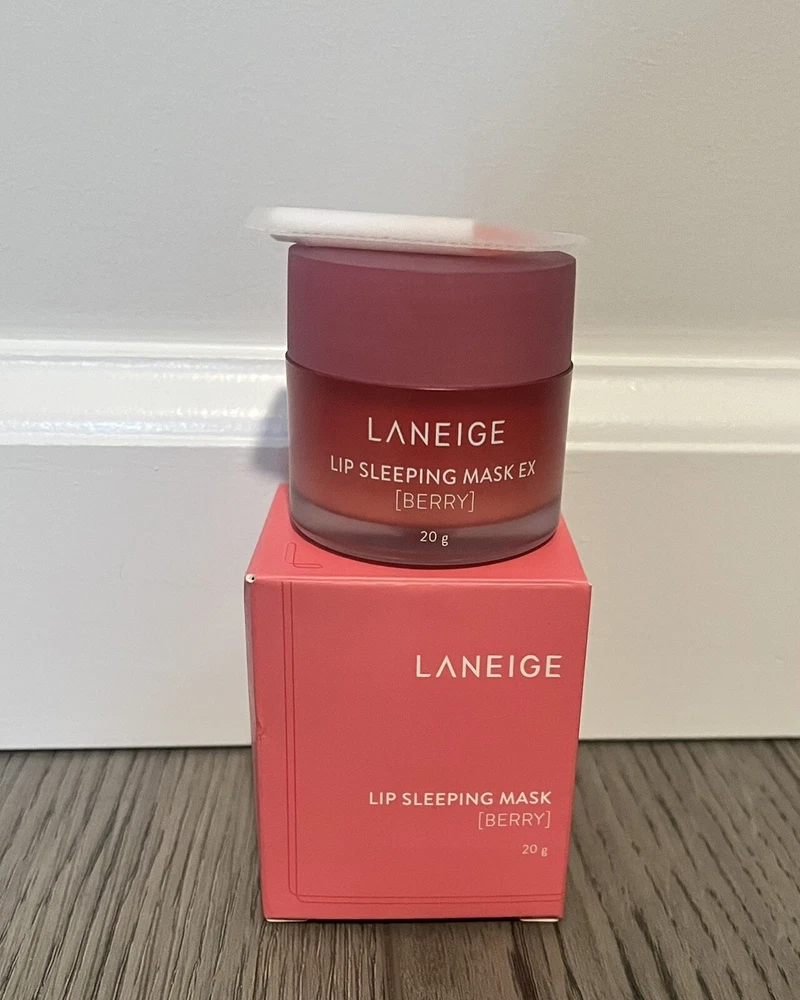 LANEIGE
LIP SLEEPING MASK EX
[BERRY]
20 g
LANEIGE
LIP SLEEPING MASK
[BERRY]
20 g